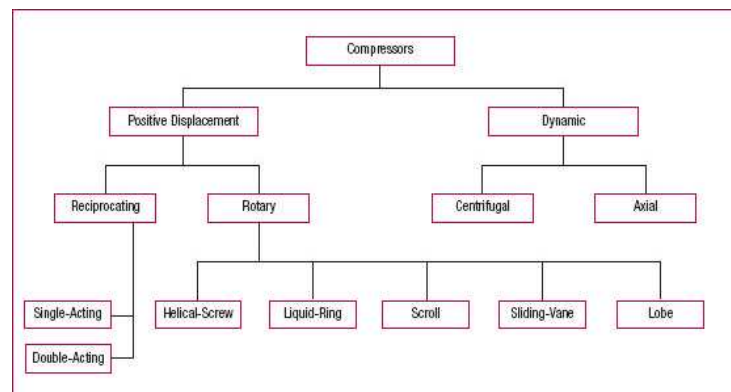 Compressors
Positive Displacement
Dynamic
Reciprocating
Rotary
Centrifugal
Axial
Single-Acting
Helical-Screw
Liquid-Ring
Scroll
Sliding-Vane
Lobe
Double-Acting